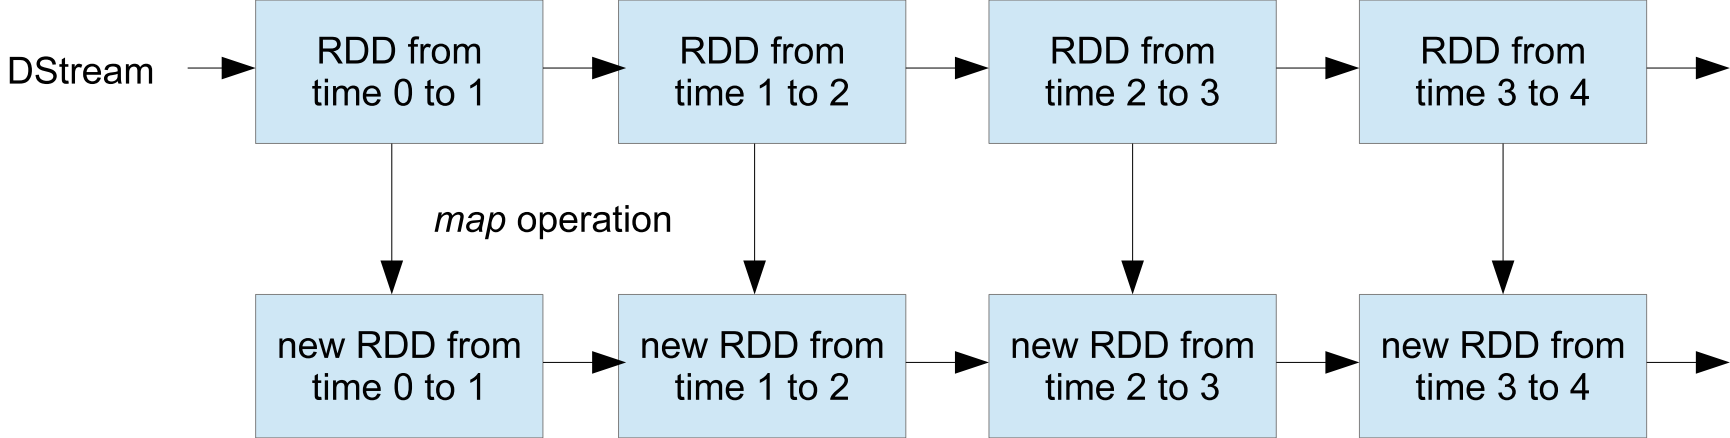 DStream
RDD from
time 0 to 1
RDD from
time 1 to 2
RDD from
time 2 to 3
RDD from
time 3 to 4
map operation
new RDD from
time 0 to 1
new RDD from
time 1 to 2
new RDD from
time 2 to 3
new RDD from
time 3 to 4